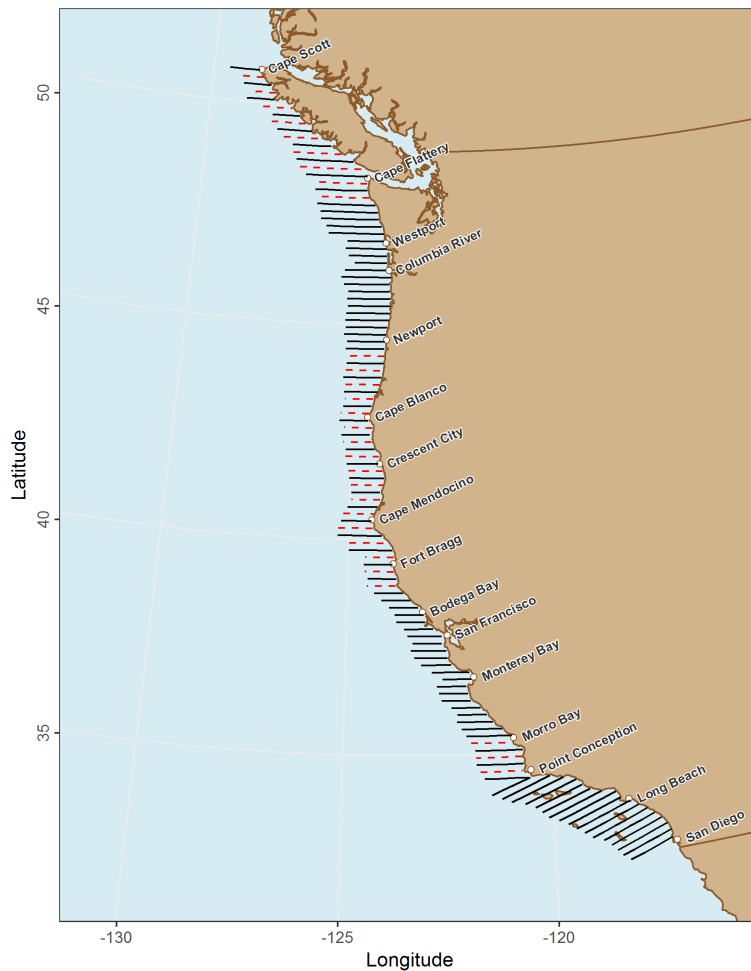 Cape Scott
50
Cape Flattery
Westport
Columbia River
45
Newport
Cape Blanco
Crescent City
Latitude
Cape Mendocino
40
Fort Bragg
Bodega Bay
San Francisco
Monterey Bay
35
Morro Bay
Point Conception
Long Beach
San Diego
-130
-125
-120
Longitude